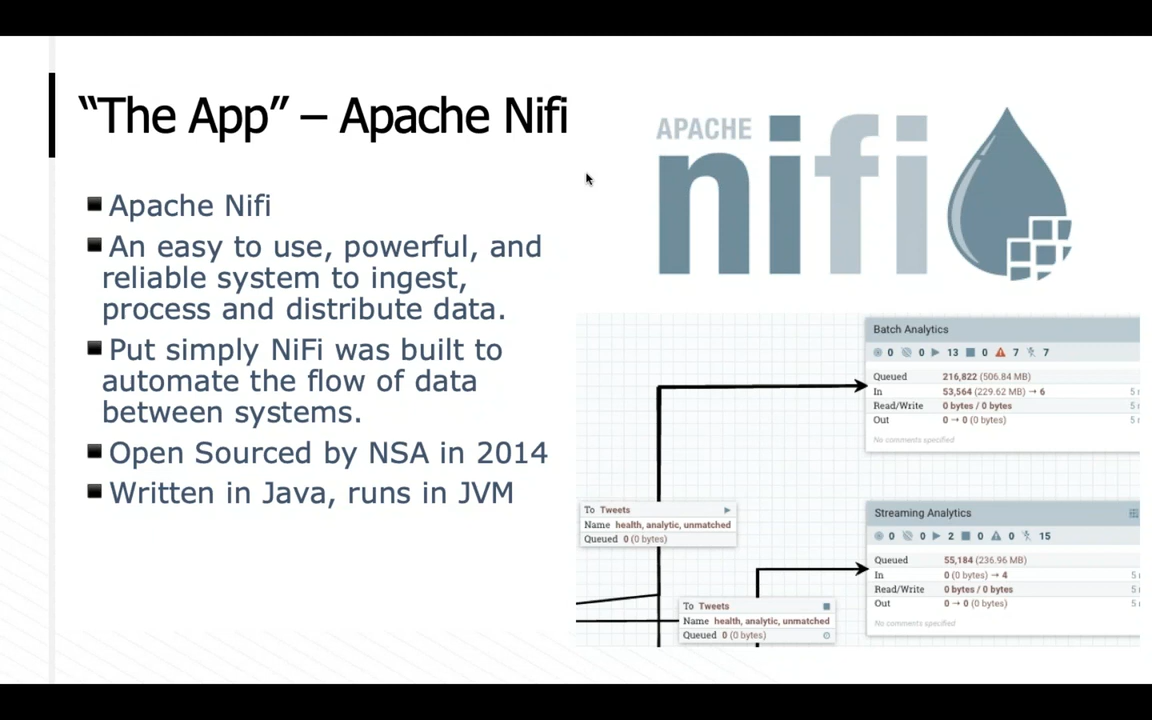 “The App” – Apache Nifi
Apache Nifi
An easy to use, powerful, and
reliable system to ingest,
process and distribute data.
Put simply NiFi was built to
automate the flow of data
between systems.
Open Sourced by NSA in 2014
Written in Java, runs in JVM
APACHE
nifi
Batch Analytics
0 0 13 0 7 7
Queued 216,822 (506.84 MB)
In 53,564 (229.62 MB) → 6 5
Read/Write 0 bytes / 0 bytes 5
Out 0 → 0 (0 bytes) 5
No comments specified
To Tweets
Name health, analytic, unmatched
Queued 0 (0 bytes)
Streaming Analytics
0 0 2 0 0 15
Queued 55,184 (236.96 MB)
In 0 (0 bytes) → 4 5
Read/Write 0 bytes / 0 bytes 5
Out 0 → 0 (0 bytes) 5
No comments specified
To Tweets
Name health, analytic, unmatched
Queued 0 (0 bytes)